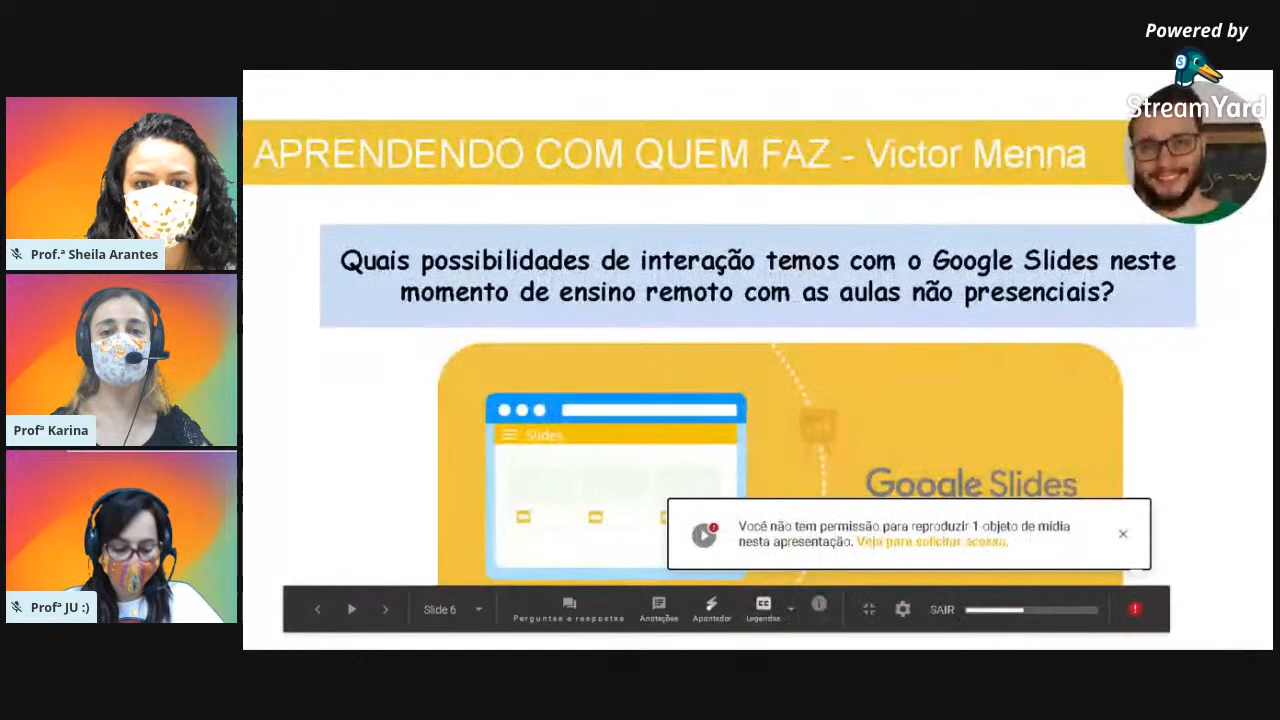 Powered by
StreamYard
APRENDENDO COM QUEM FAZ - Victor Menna
Quais possibilidades de interação temos com o Google Slides neste
momento de ensino remoto com as aulas não presenciais?
Prof.ª Sheila Arantes
Profª Karina
Profª JU :)
Slides
Google Slides
Você não tem permissão para reproduzir 1 objeto de mídia
nesta apresentação. Veja para solicitar acesso.
Slide 6
Perguntas e respostas
Anotações
Apontador
Legendas
SAIR